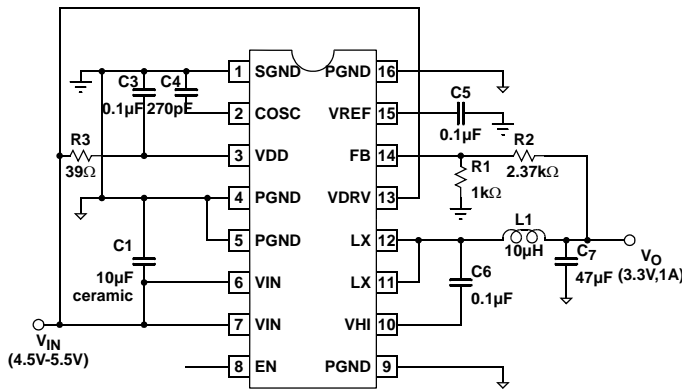 C3
C4
0.1µF
270pF
R3
39Ω
C1
10µF
ceramic
VIN
(4.5V-5.5V)
1 SGND
2 COSC
3 VDD
4 PGND
5 PGND
6 VIN
7 VIN
8 EN
PGND 16
VREF 15
FB 14
VDRV 13
LX 12
LX 11
VHI 10
PGND 9
C5
0.1µF
R2
2.37kΩ
R1
1kΩ
L1
10µH
C6
0.1µF
C7
47µF
VO
(3.3V,1A)